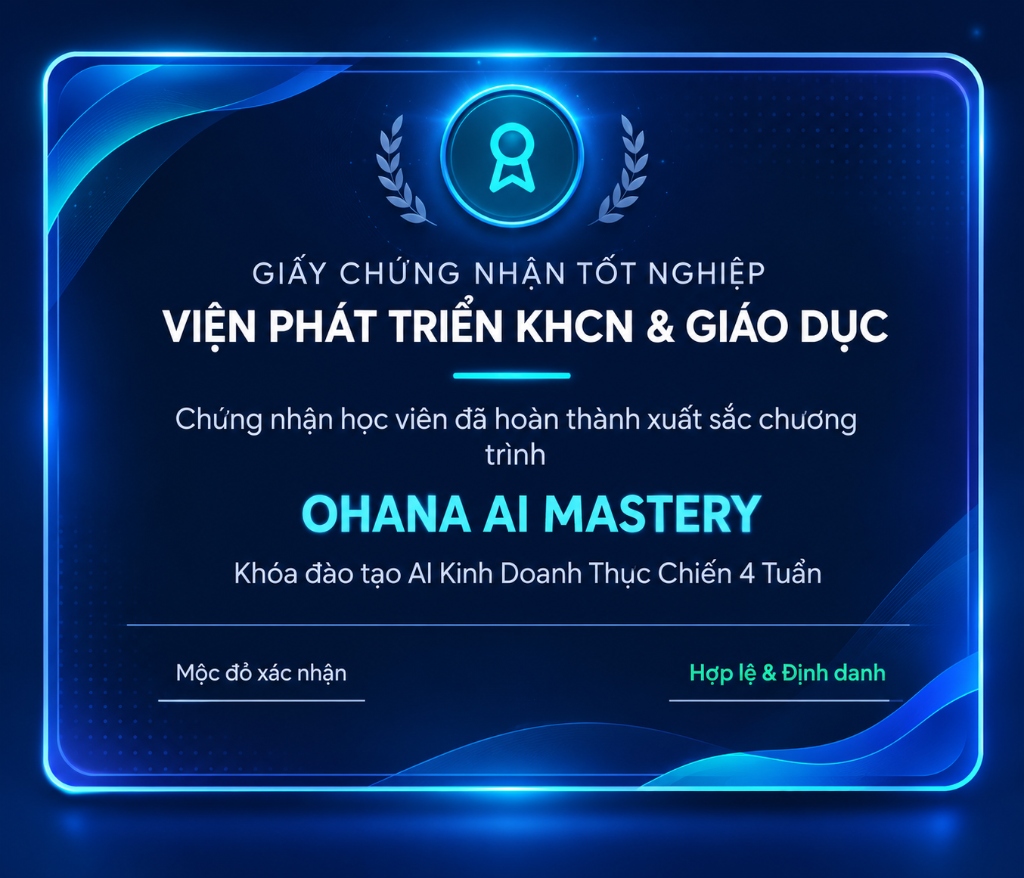 GIẤY CHỨNG NHẬN TỐT NGHIỆP
VIỆN PHÁT TRIỂN KHCN & GIÁO DỤC
Chứng nhận học viên đã hoàn thành xuất sắc chương
trình
OHANA AI MASTERY
Khóa đào tạo AI Kinh Doanh Thục Chiến 4 Tuẩn
Mộc đỏ xác nhận
Hợp lệ & Định danh